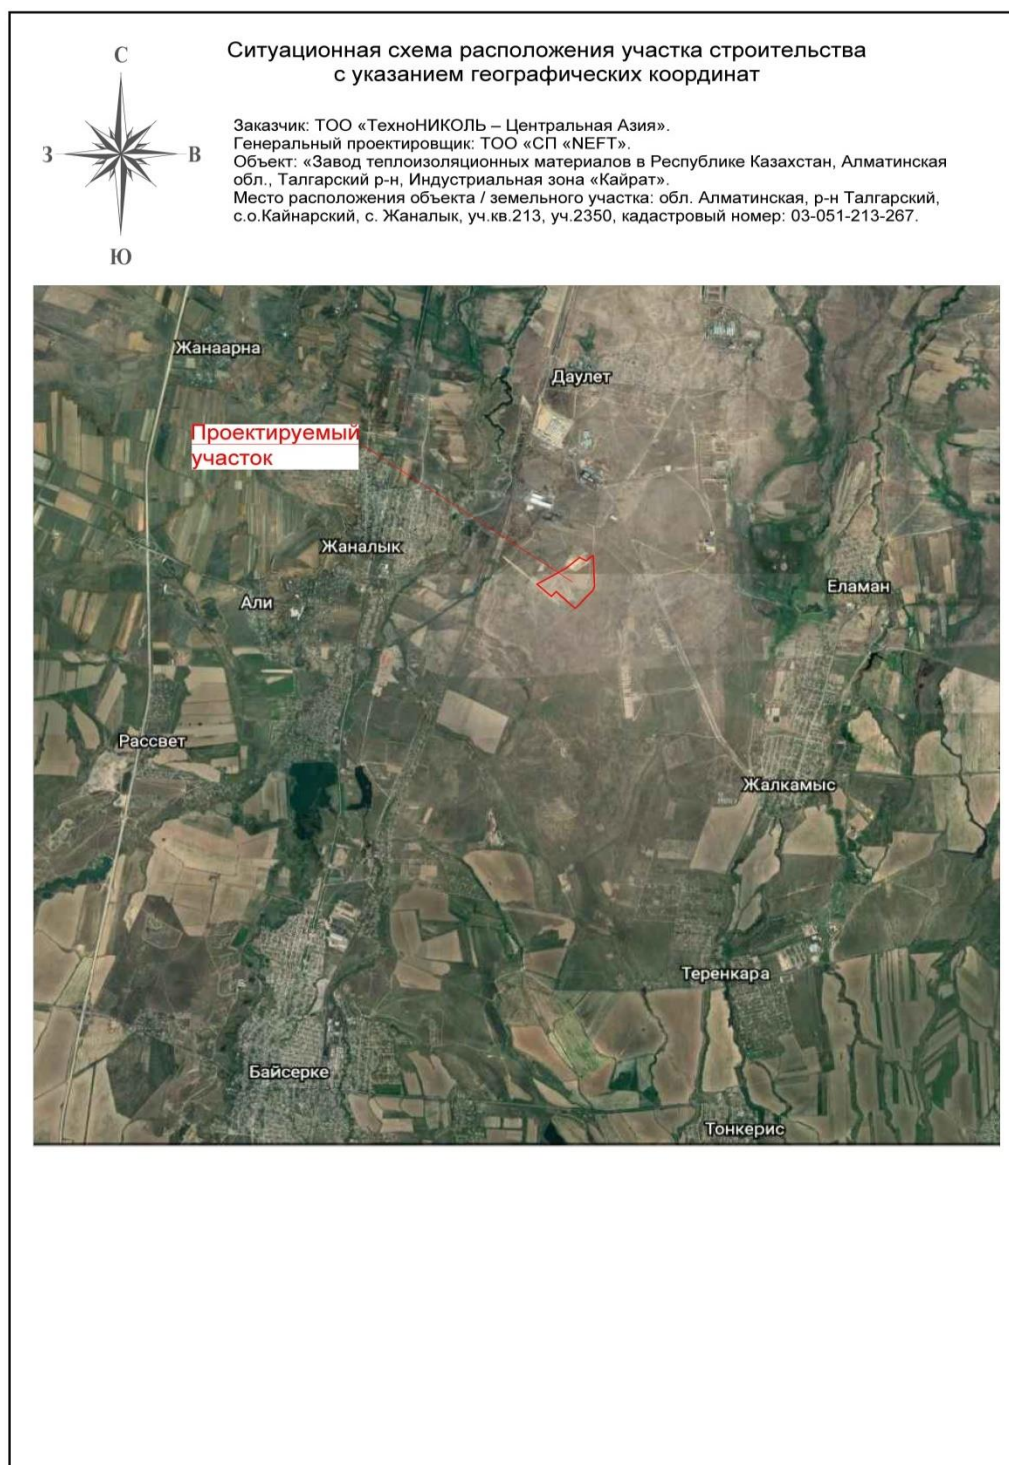 С
З
В
Ю
Ситуационная схема расположения участка строительства
с указанием географических координат
Заказчик: ТОО «ТехноНИКОЛЬ – Центральная Азия».
Генеральный проектировщик: ТОО «СП «NEFT».
Объект: «Завод теплоизоляционных материалов в Республике Казахстан, Алматинская
обл., Талгарский р-н, Индустриальная зона «Кайрат».
Место расположения объекта / земельного участка: обл. Алматинская, р-н Талгарский,
с.о.Кайнарский, с. Жаналык, уч.кв.213, уч.2350, кадастровый номер: 03-051-213-267.
Жанаарна
Даулет
Проектируемый
участок
Жаналык
Еламан
Али
Рассвет
Жалкамыс
Теренкара
Байсерке
Тонкерис